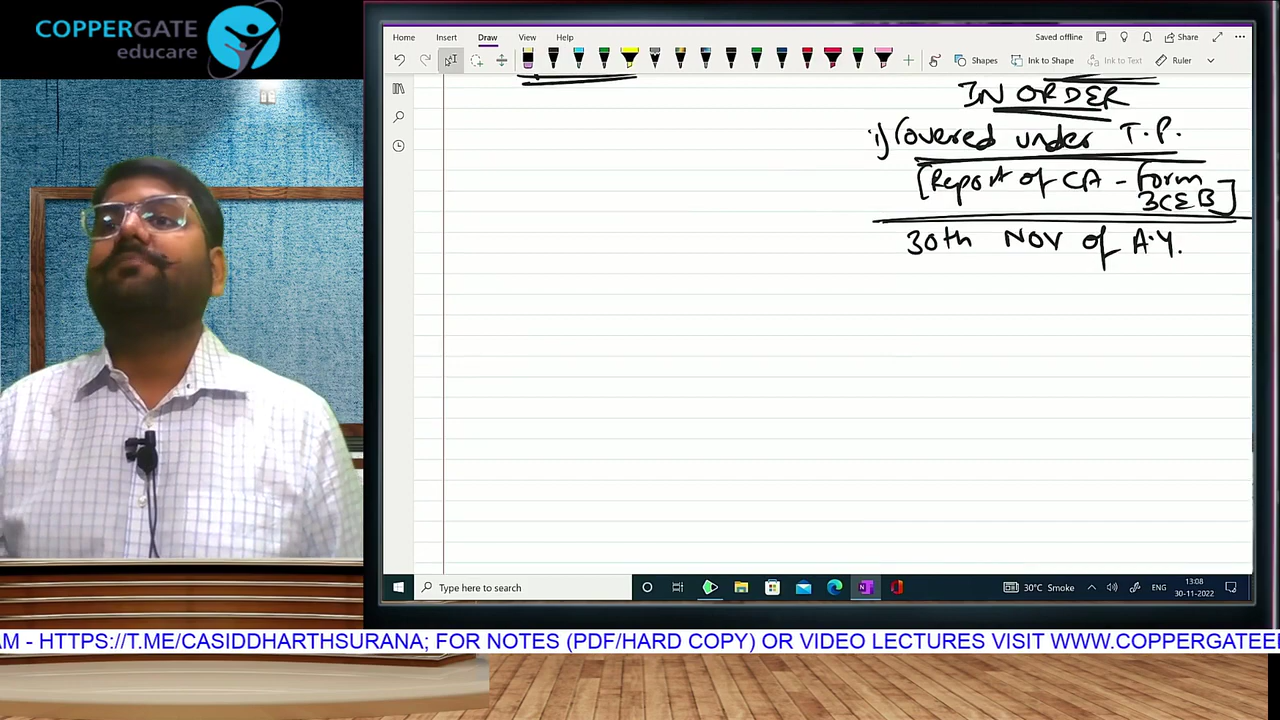 COPPERGATE
educare
Home Insert Draw View Help
Saved offline
Share
Shapes
Ink to Shape
Ink to Text
Ruler
IN ORDER
i) Covered under T.P.
[Report of CA - Form
3CEB]
30th NOV of A.Y.
Type here to search
30°C Smoke
ENG
13:08
30-11-2022
AM - HTTPS://T.ME/CASIDDHARTHSURANA; FOR NOTES (PDF/HARD COPY) OR VIDEO LECTURES VISIT WWW.COPPERGATEE